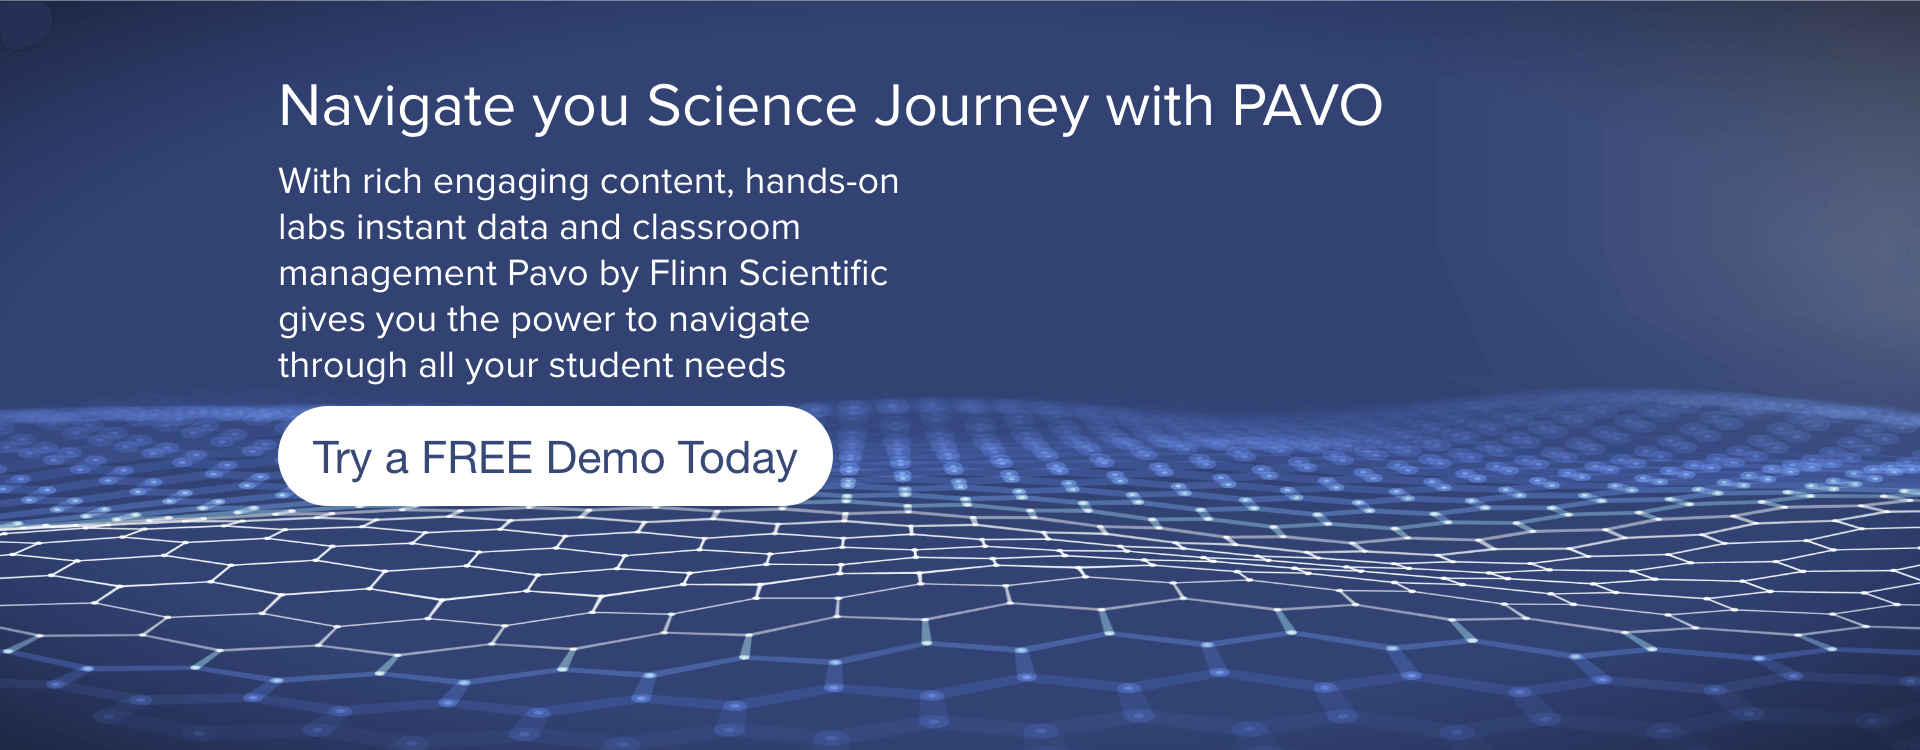 Navigate you Science Journey with PAVO
With rich engaging content, hands-on
labs instant data and classroom
management Pavo by Flinn Scientific
gives you the power to navigate
through all your student needs
Try a FREE Demo Today